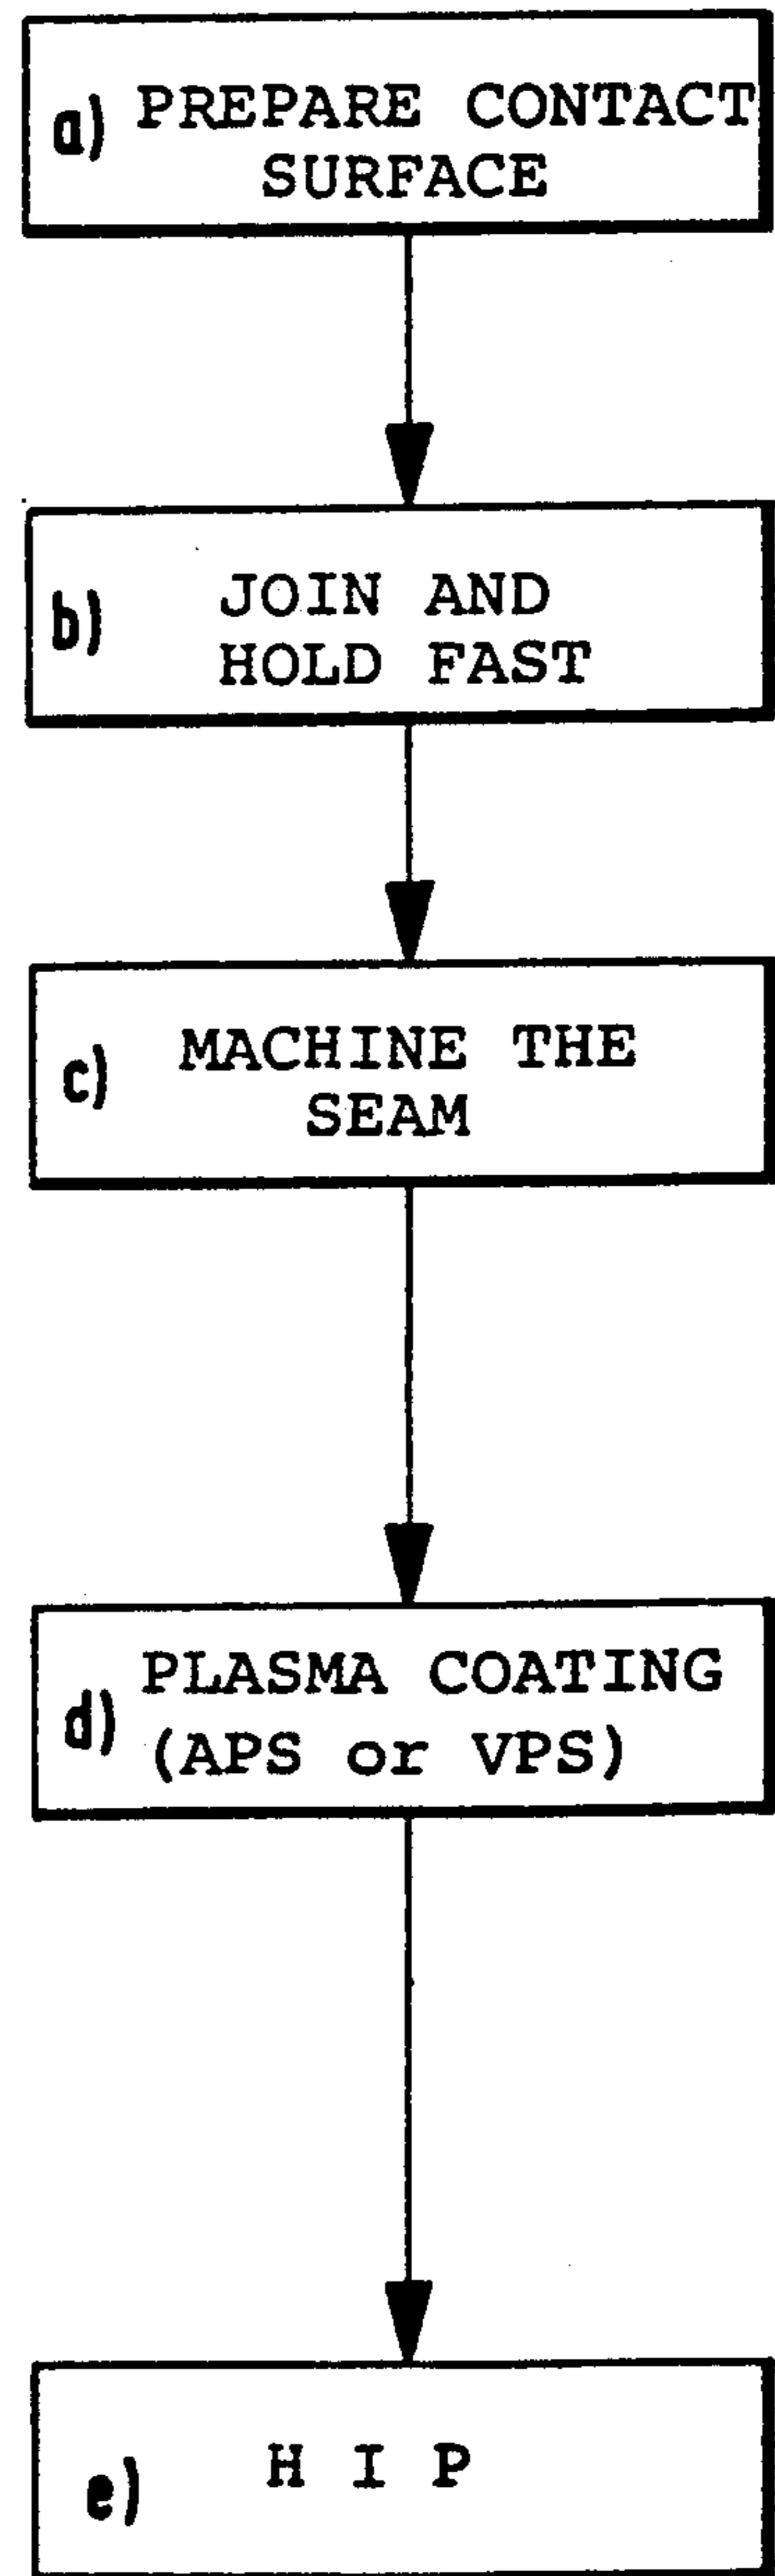 a) PREPARE CONTACT
SURFACE
b) JOIN AND
HOLD FAST
c) MACHINE THE
SEAM
d) PLASMA COATING
(APS or VPS)
e) H I P